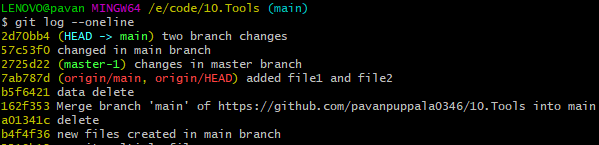 LENOVO@pavan MINGW64 /e/code/10.Tools (main)
$ git log --oneline
2d70bb4 (HEAD -> main) two branch changes
57c53f0 changed in main branch
2725d22 (master-1) changes in master branch
7ab787d (origin/main, origin/HEAD) added file1 and file2
b5f6421 data delete
162f353 Merge branch 'main' of https://github.com/pavanpuppala0346/10.Tools into main
a01341c delete
b4f4f36 new files created in main branch